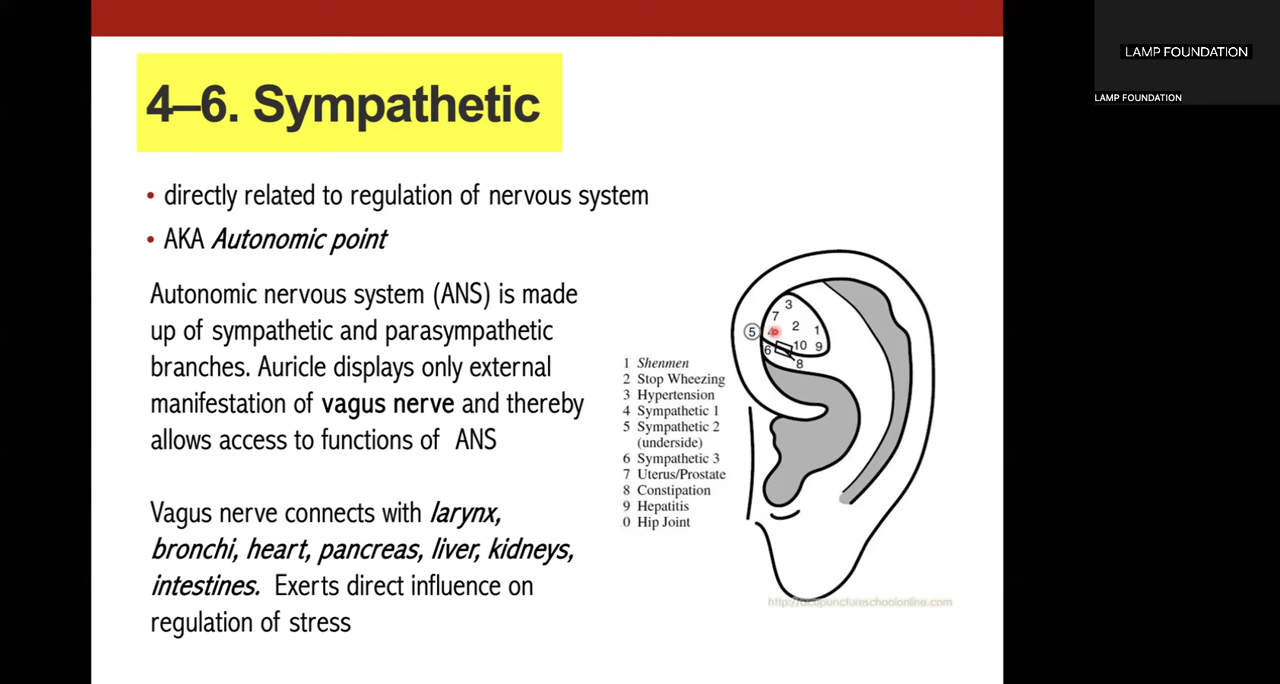 4–6. Sympathetic
• directly related to regulation of nervous system
• AKA Autonomic point
Autonomic nervous system (ANS) is made
up of sympathetic and parasympathetic
branches. Auricle displays only external
manifestation of vagus nerve and thereby
allows access to functions of ANS
Vagus nerve connects with larynx,
bronchi, heart, pancreas, liver, kidneys,
intestines. Exerts direct influence on
regulation of stress
1 Shenmen
2 Stop Wheezing
3 Hypertension
4 Sympathetic 1
5 Sympathetic 2
(underside)
6 Sympathetic 3
7 Uterus/Prostate
8 Constipation
9 Hepatitis
0 Hip Joint
3
7
2
1
5
4
6
10
9
8
http://acupunctureschoolonline.com
LAMP FOUNDATION
LAMP FOUNDATION